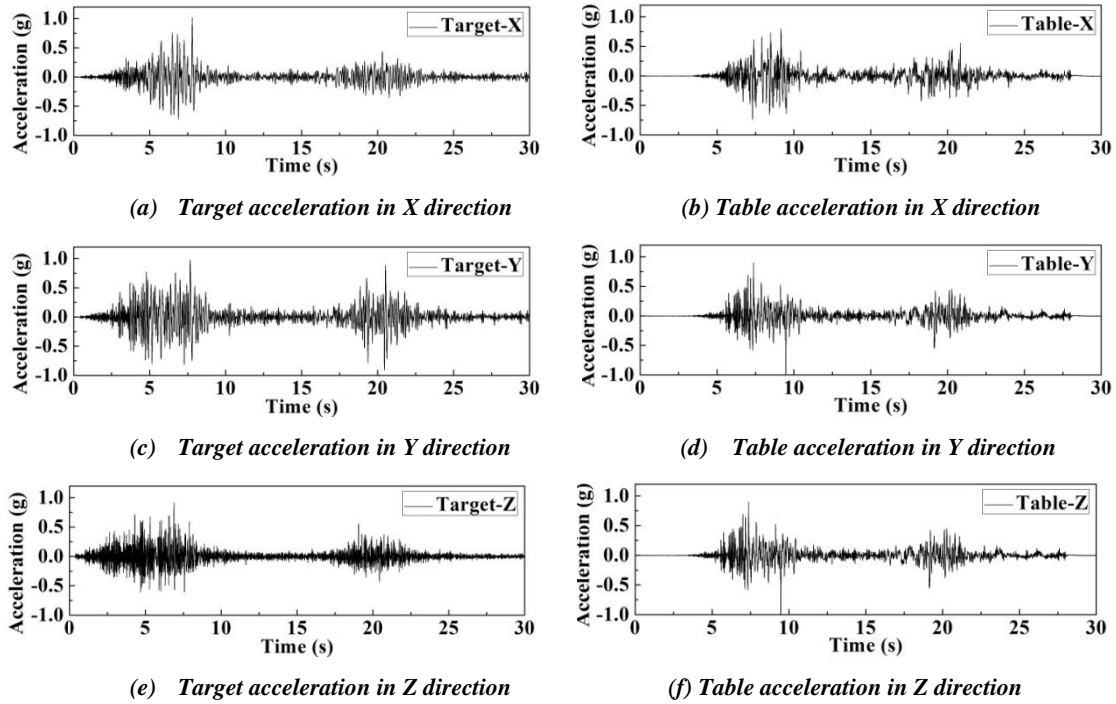 1.0
0.5
0.0
-0.5
-1.0
Acceleration (g)
Target-X
0 5 10 15 20 25 30
Time (s)
(a) Target acceleration in X direction
1.0
0.5
0.0
-0.5
-1.0
Acceleration (g)
Table-X
0 5 10 15 20 25 30
Time (s)
(b) Table acceleration in X direction
1.0
0.5
0.0
-0.5
-1.0
Acceleration (g)
Target-Y
0 5 10 15 20 25 30
Time (s)
(c) Target acceleration in Y direction
1.0
0.5
0.0
-0.5
-1.0
Acceleration (g)
Table-Y
0 5 10 15 20 25 30
Time (s)
(d) Table acceleration in Y direction
1.0
0.5
0.0
-0.5
-1.0
Acceleration (g)
Target-Z
0 5 10 15 20 25 30
Time (s)
(e) Target acceleration in Z direction
1.0
0.5
0.0
-0.5
-1.0
Acceleration (g)
Table-Z
0 5 10 15 20 25 30
Time (s)
(f) Table acceleration in Z direction